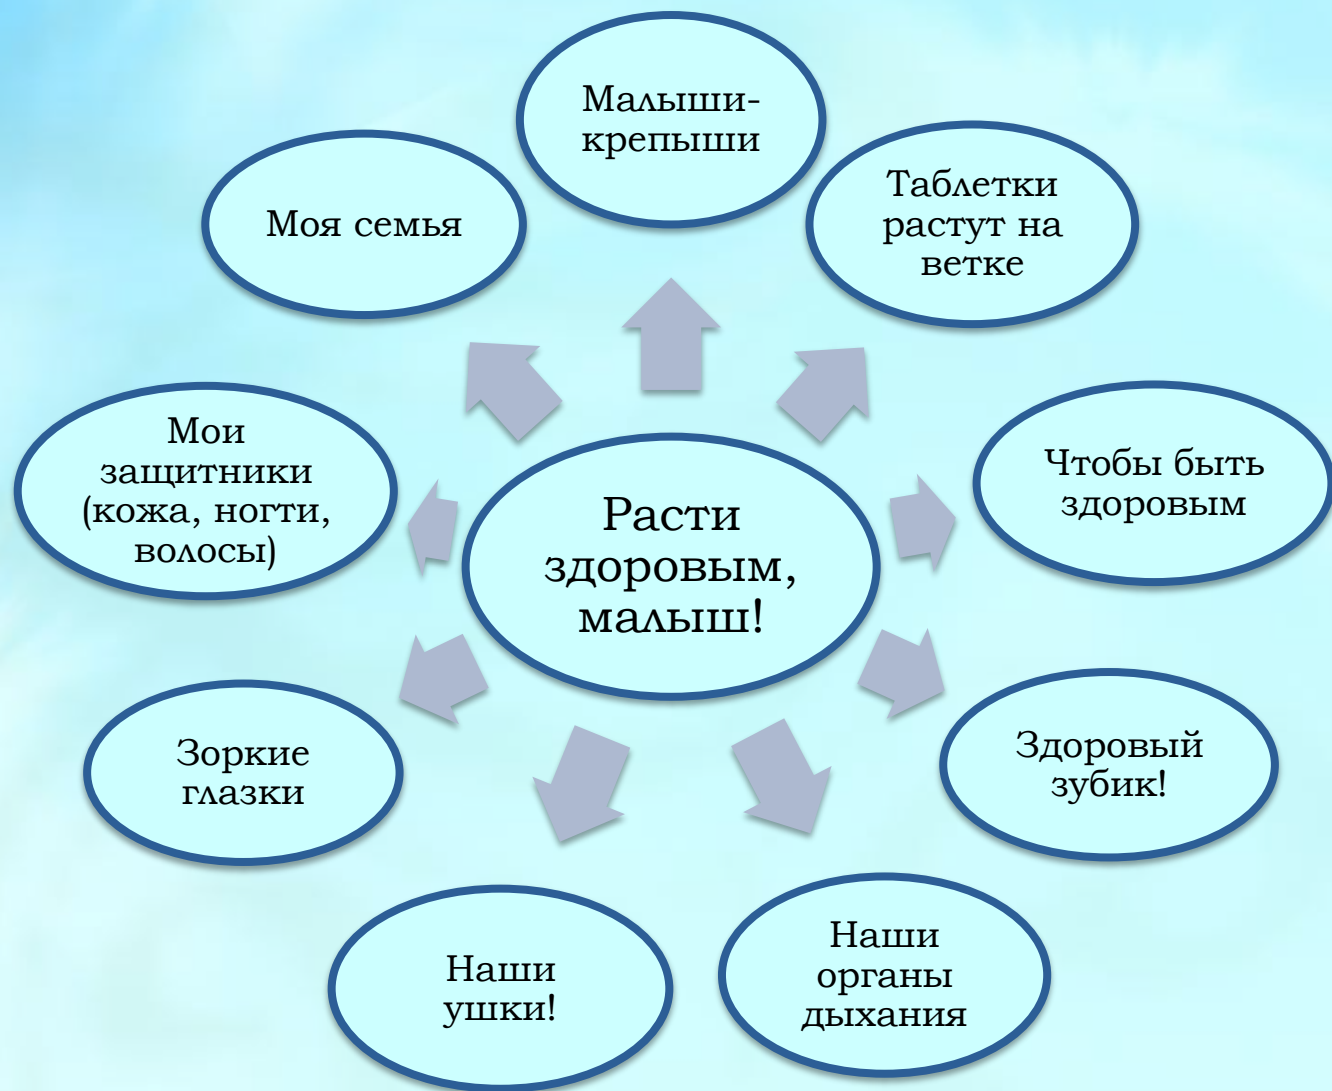 Малыши-
крепыши
Таблетки
растут на
ветке
Моя семья
Чтобы быть
здоровым
Мои
защитники
(кожа, ногти,
волосы)
Расти
здоровым,
малыш!
Здоровый
зубик!
Зоркие
глазки
Наши
органы
дыхания
Наши
ушки!